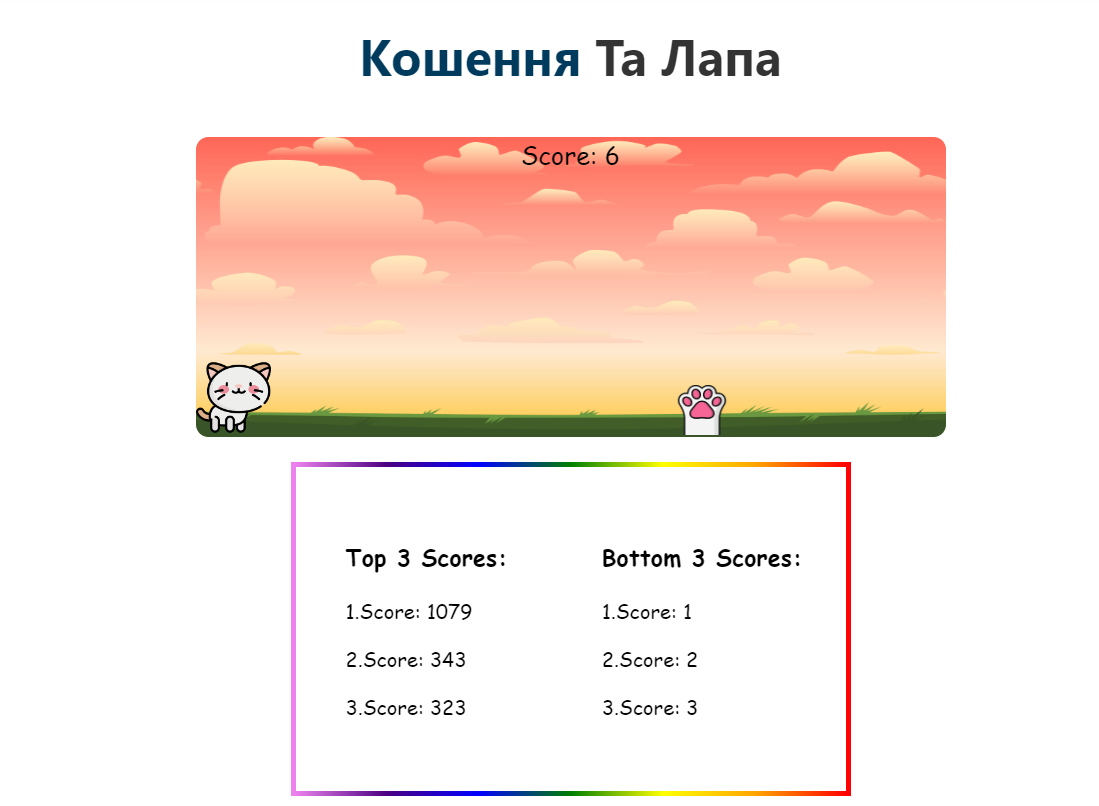 Кошення Та Лапа
Score: 6
Top 3 Scores:
1.Score: 1079
2.Score: 343
3.Score: 323
Bottom 3 Scores:
1.Score: 1
2.Score: 2
3.Score: 3